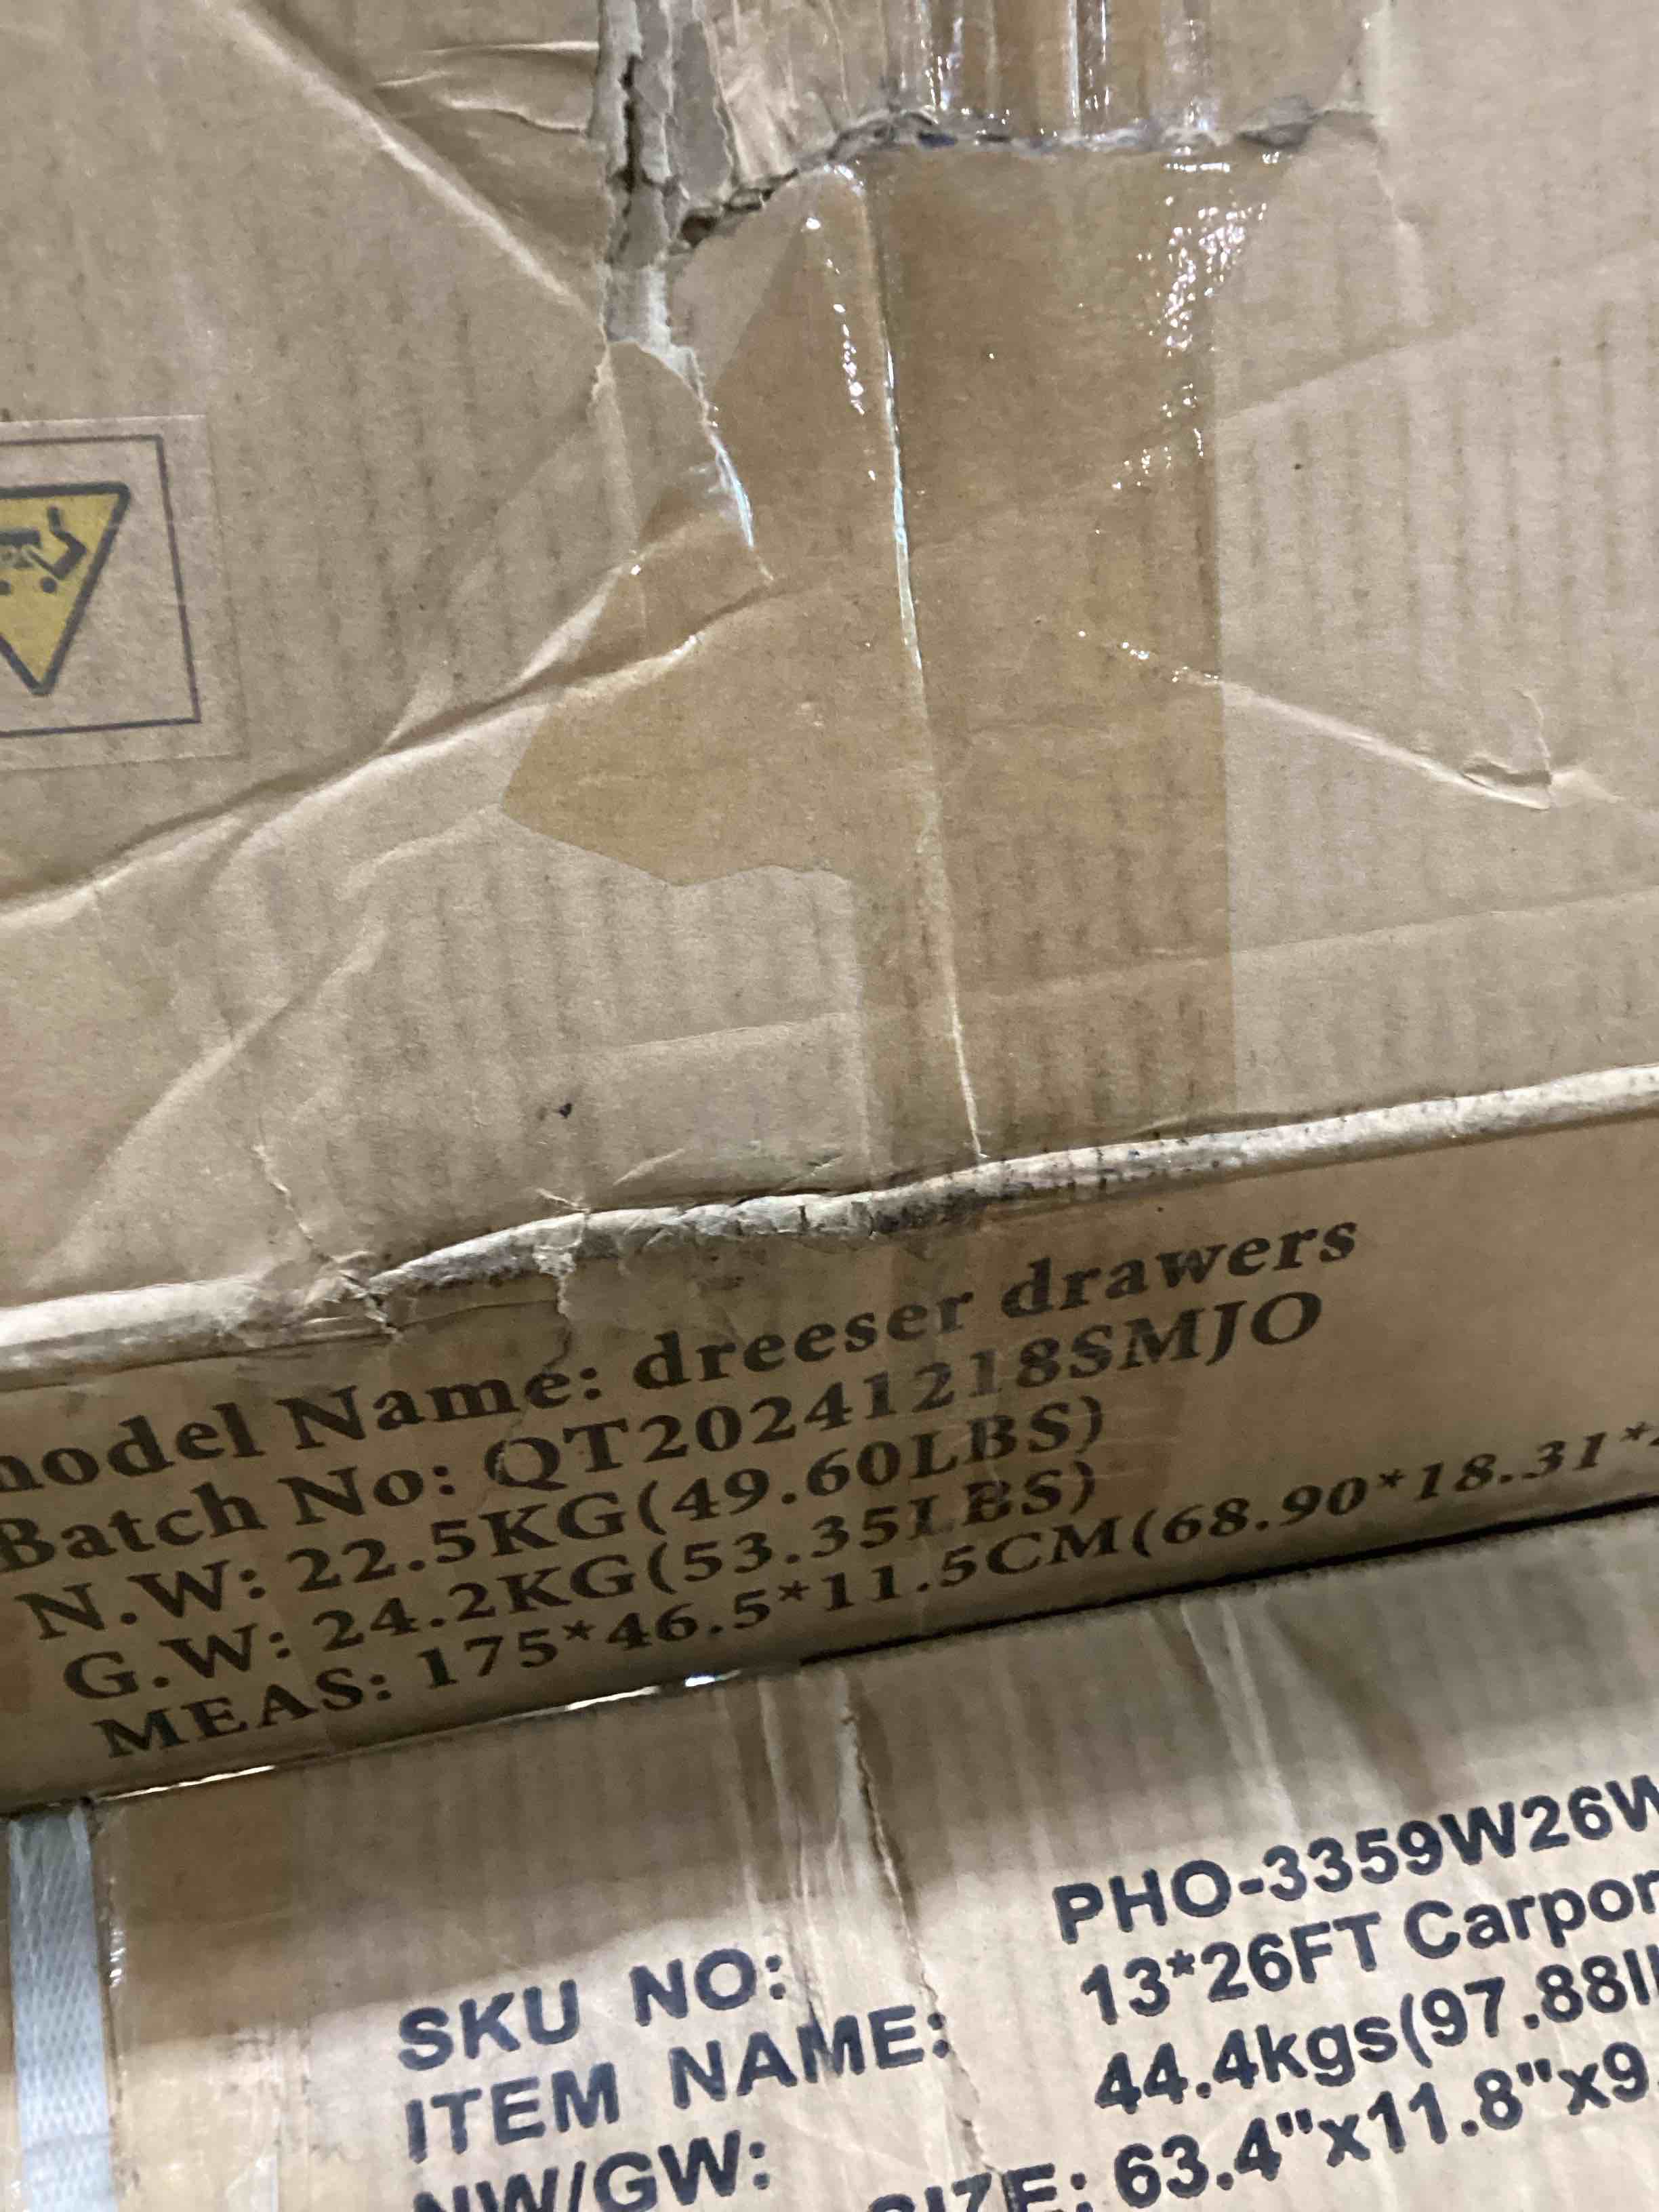 Name: dreeser drawers
Batch No: QT20241218SMJO
N.W: 22.5KG(49.60LBS)
G.W: 24.2KG(53.35LBS)
MEAS: 175*46.5*11.5CM(68.90*18.31*
SKU NO: PHO-3359W26W
ITEM NAME: 13*26FT Carpor
NW/GW: 44.4kgs(97.88l
63.4"x11.8"x9